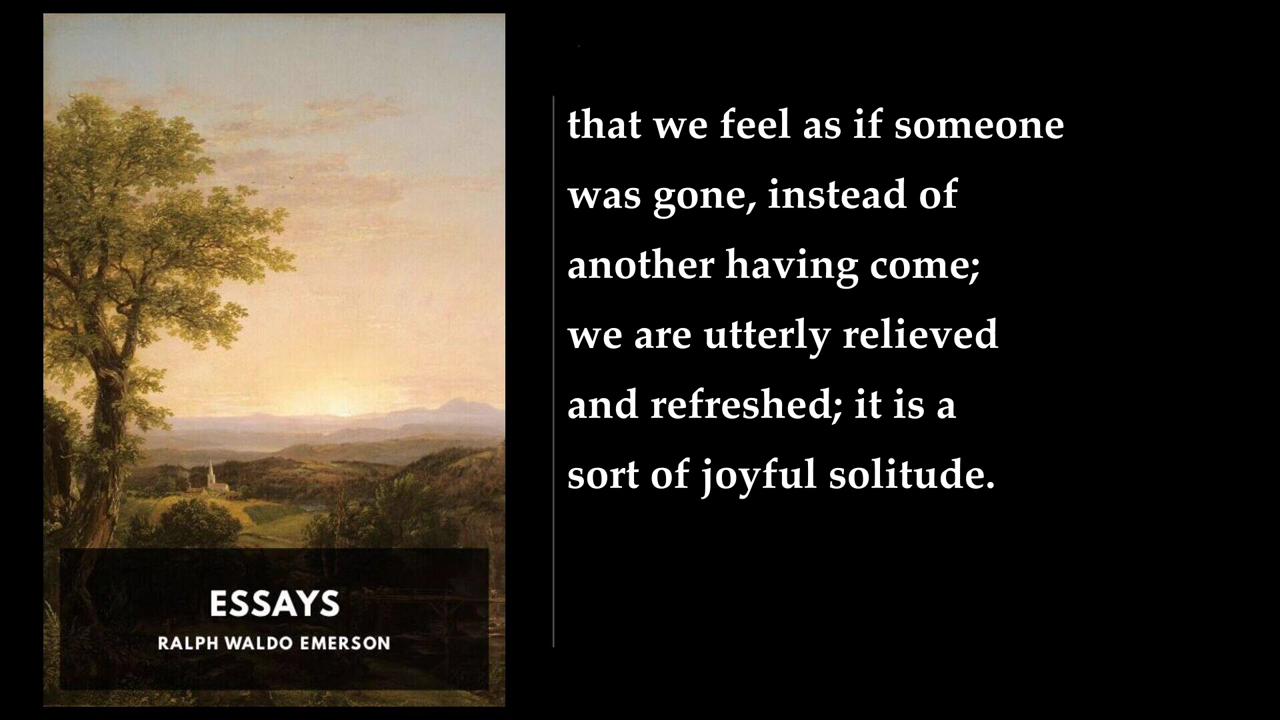 ESSAYS
RALPH WALDO EMERSON
that we feel as if someone
was gone, instead of
another having come;
we are utterly relieved
and refreshed; it is a
sort of joyful solitude.